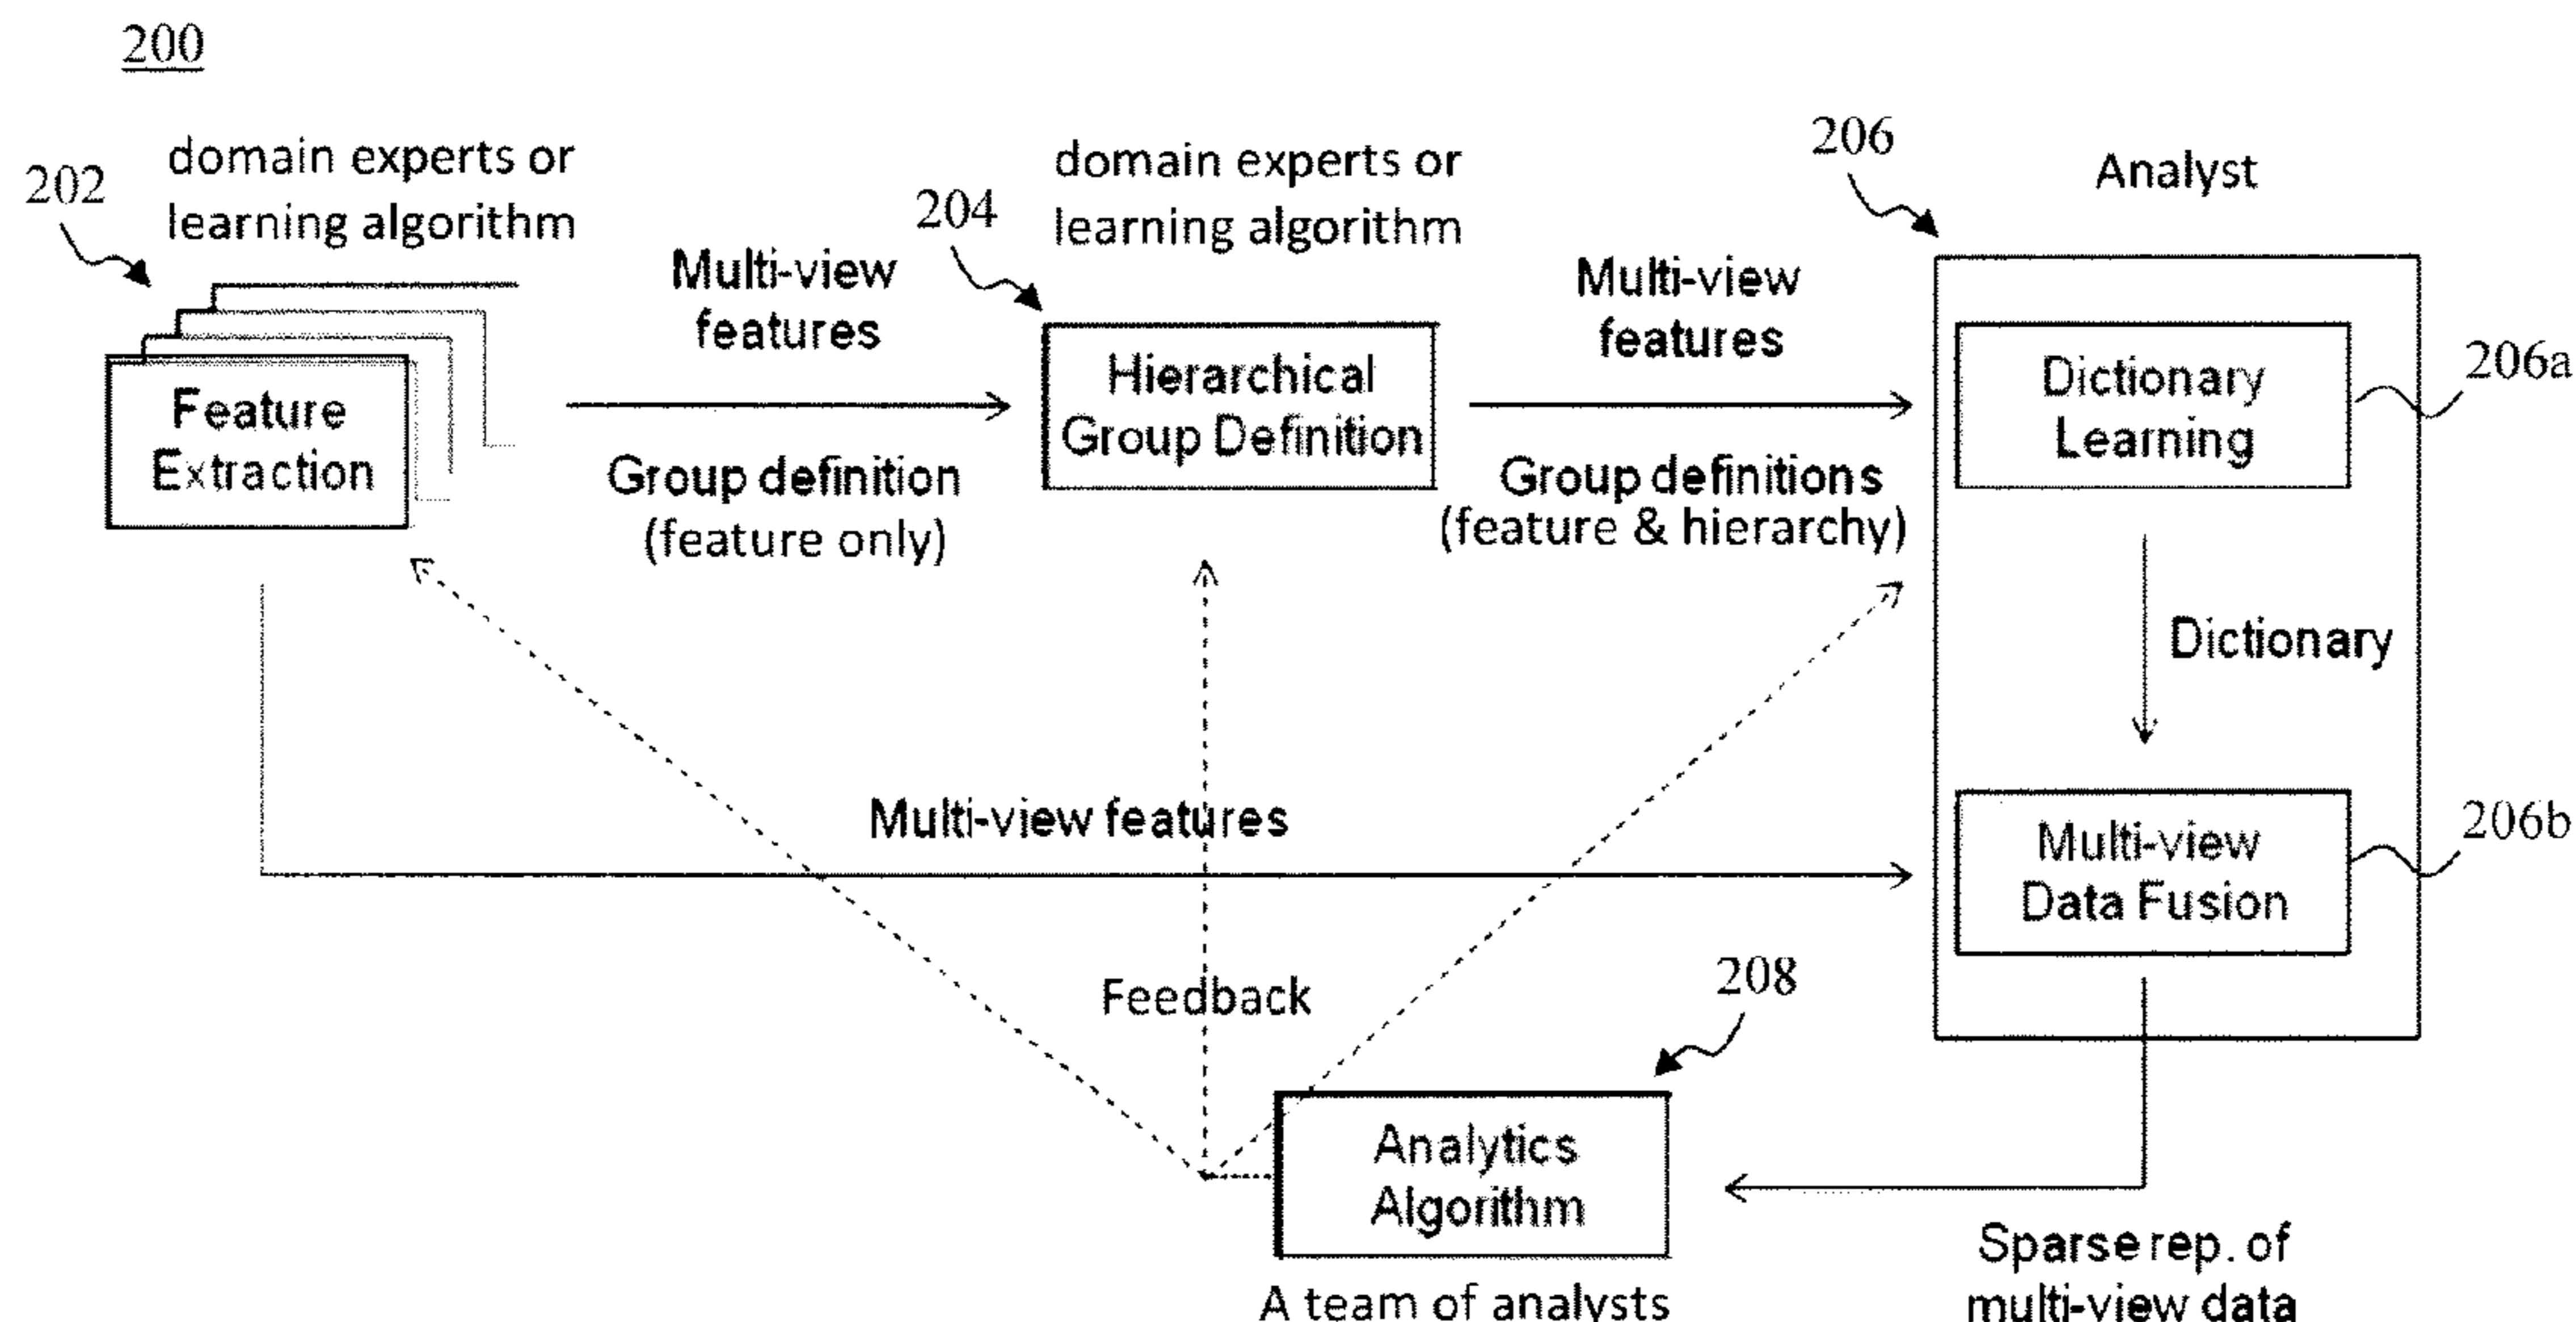 200
202
domain experts or
learning algorithm
Feature
Extraction
Multi-view
features
Group definition
(feature only)
204
domain experts or
learning algorithm
Hierarchical
Group Definition
Multi-view
features
Group definitions
(feature & hierarchy)
206
Analyst
Dictionary
Learning
206a
Dictionary
Multi-view
Data Fusion
206b
Multi-view features
Feedback
208
Analytics
Algorithm
A team of analysts
Sparse rep. of
multi-view data